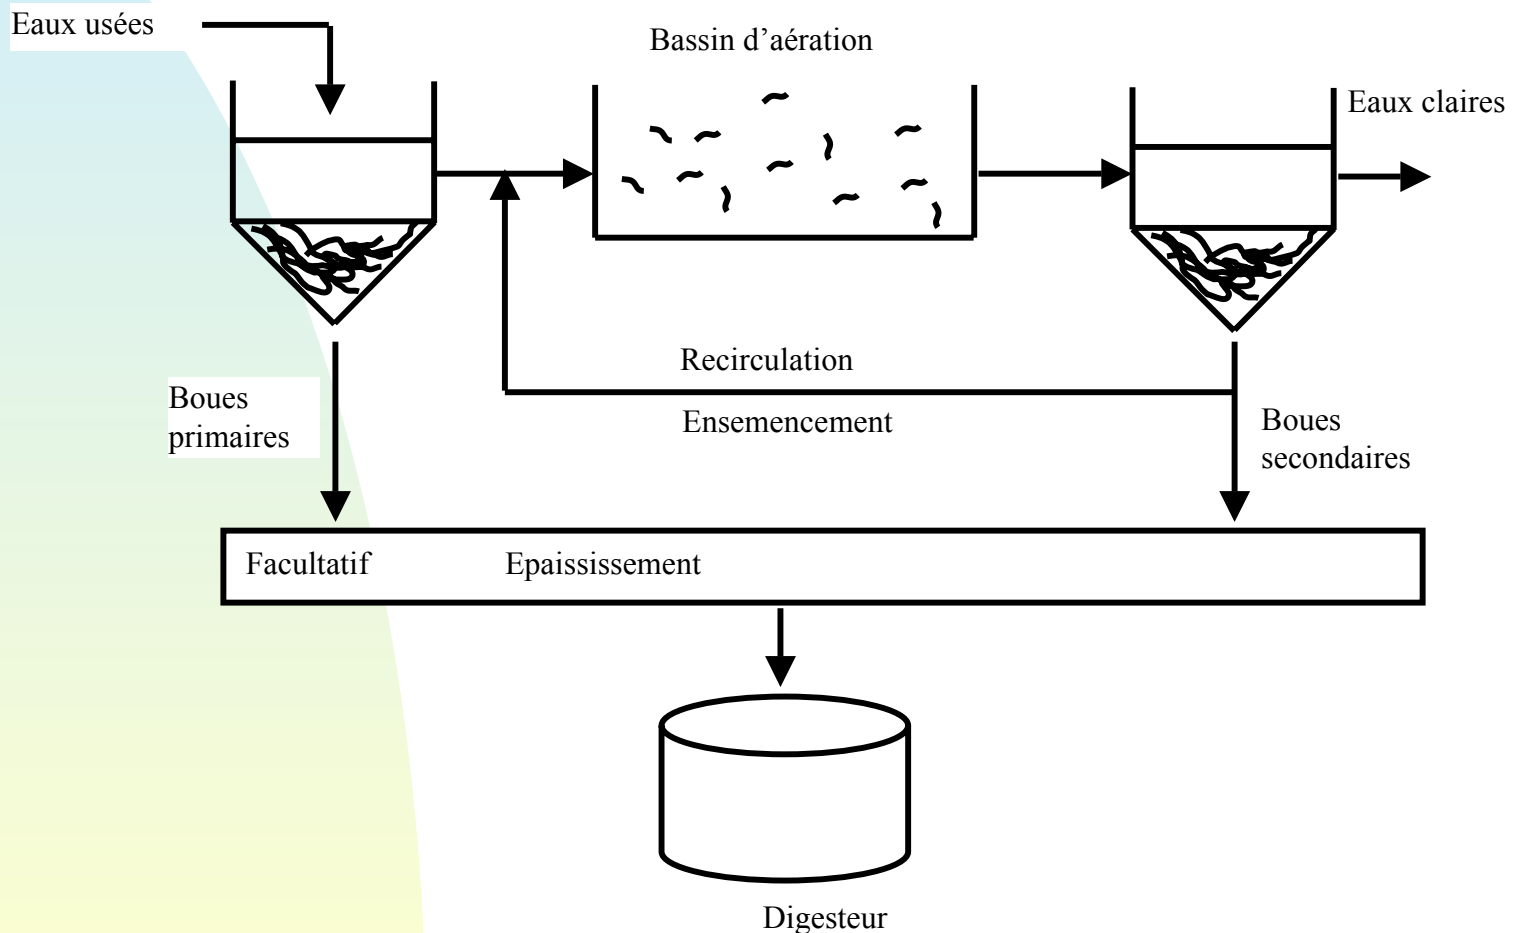 Eaux usées
Bassin d’aération
Eaux claires
Recirculation
Ensemencement
Boues
primaires
Boues
secondaires
Facultatif
Epaississement
Digesteur